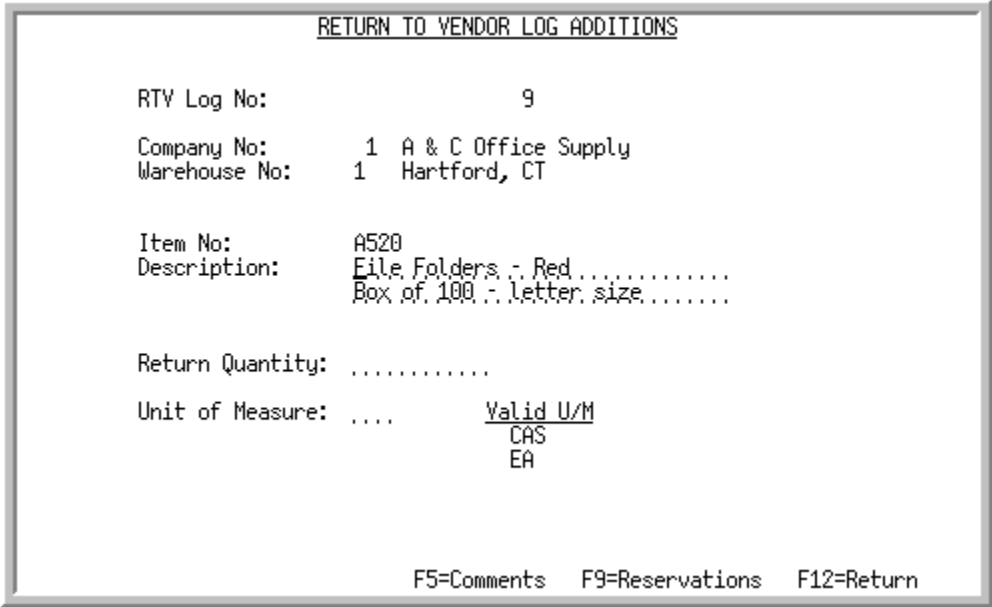 RETURN TO VENDOR LOG ADDITIONS
RTV Log No: 9
Company No: 1 A & C Office Supply
Warehouse No: 1 Hartford, CT
Item No: A520
Description: File Folders - Red
Box of 100 - letter size
Return Quantity:
Unit of Measure: Valid U/M
CAS
EA
F5=Comments F9=Reservations F12=Return